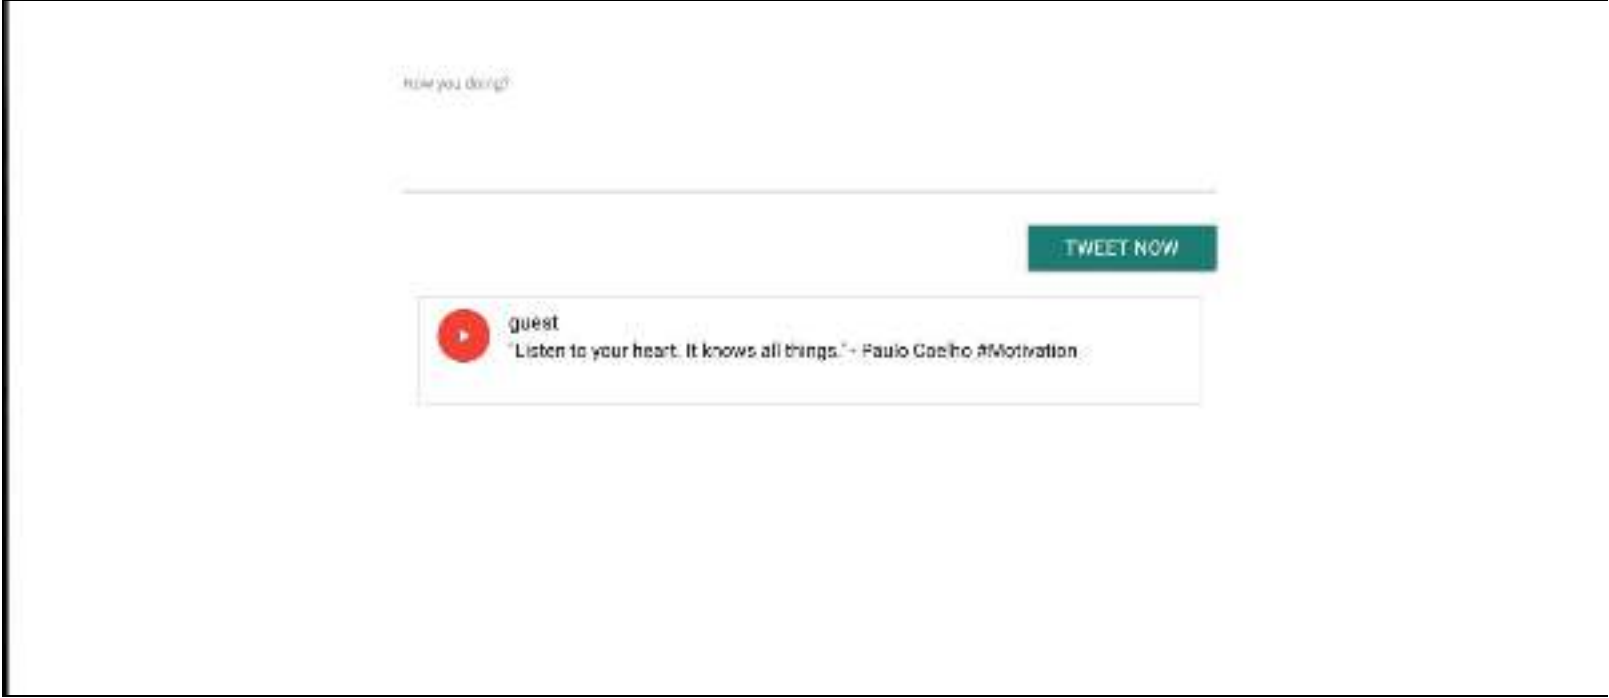 How you doing?
TWEET NOW
guest
"Listen to your heart. It knows all things." - Paulo Coelho #Motivation